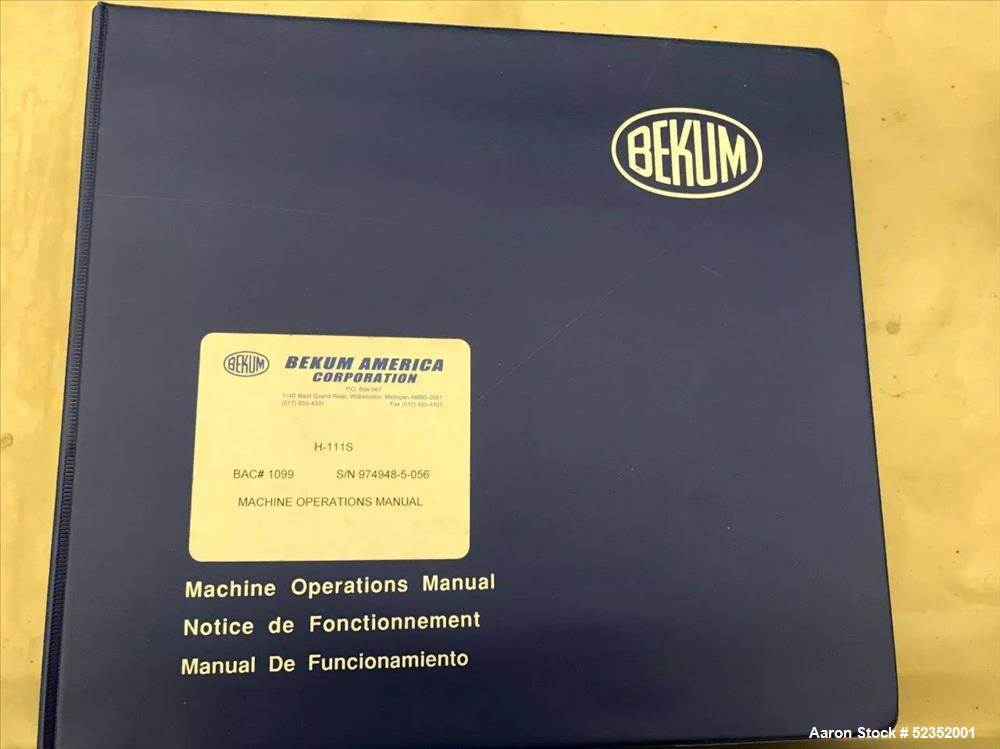 BEKUM
BEKUM
BEKUM AMERICA
CORPORATION
P.O. Box 567
1140 West Grand River, Williamston, Michigan 48895-0567
(517) 655-4331 Fax (517) 655-4121
H-111S
BAC# 1099 S/N 974948-5-056
MACHINE OPERATIONS MANUAL
Machine Operations Manual
Notice de Fonctionnement
Manual De Funcionamiento
Aaron Stock # 52352001